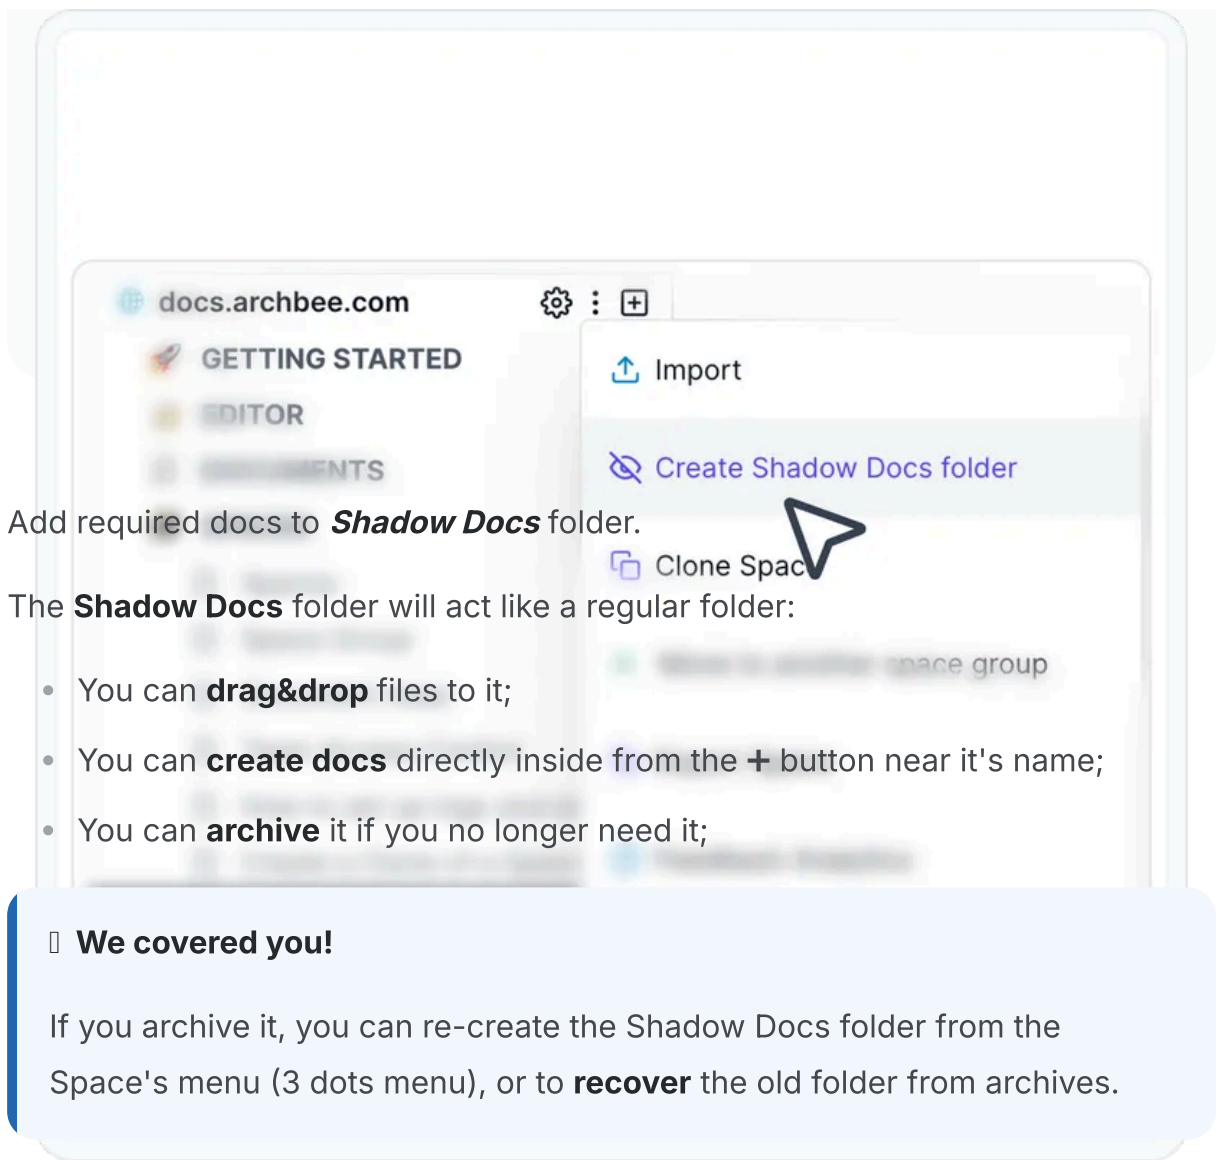 docs.archbee.com
GETTING STARTED
EDITOR
Import
Create Shadow Docs folder
Clone Spac
space group
Add required docs to Shadow Docs folder.
The Shadow Docs folder will act like a regular folder:
• You can drag&drop files to it;
• You can create docs directly inside from the + button near it's name;
• You can archive it if you no longer need it;
We covered you!
If you archive it, you can re-create the Shadow Docs folder from the
Space's menu (3 dots menu), or to recover the old folder from archives.